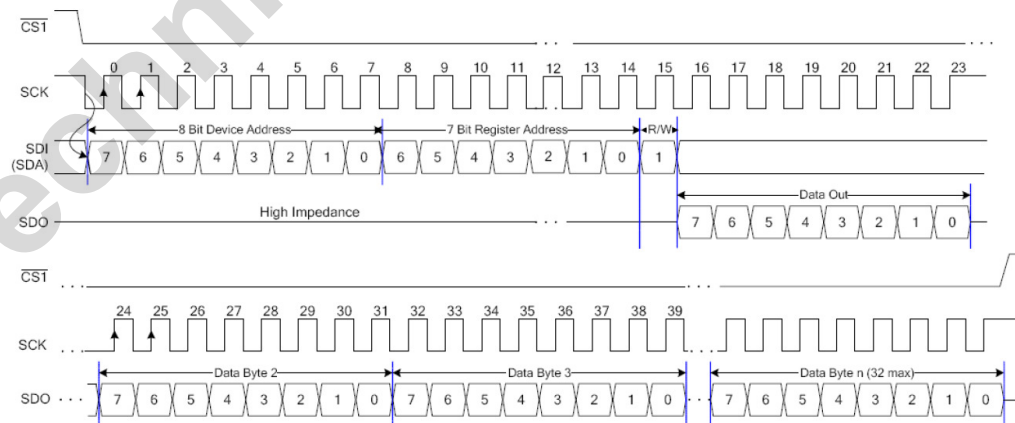 CS1
0 1 2 3 4 5 6 7 8 9 10 11 12 13 14 15 16 17 18 19 20 21 22 23
SCK
8 Bit Device Address 7 Bit Register Address R/W
SDI
(SDA)
7 6 5 4 3 2 1 0 6 5 4 3 2 1 0 1
Data Out
High Impedance
SDO
7 6 5 4 3 2 1 0
CS1
24 25 26 27 28 29 30 31 32 33 34 35 36 37 38 39
SCK
Data Byte 2 Data Byte 3 Data Byte n (32 max)
SDO 7 6 5 4 3 2 1 0 7 6 5 4 3 2 1 0 7 6 5 4 3 2 1 0
echn